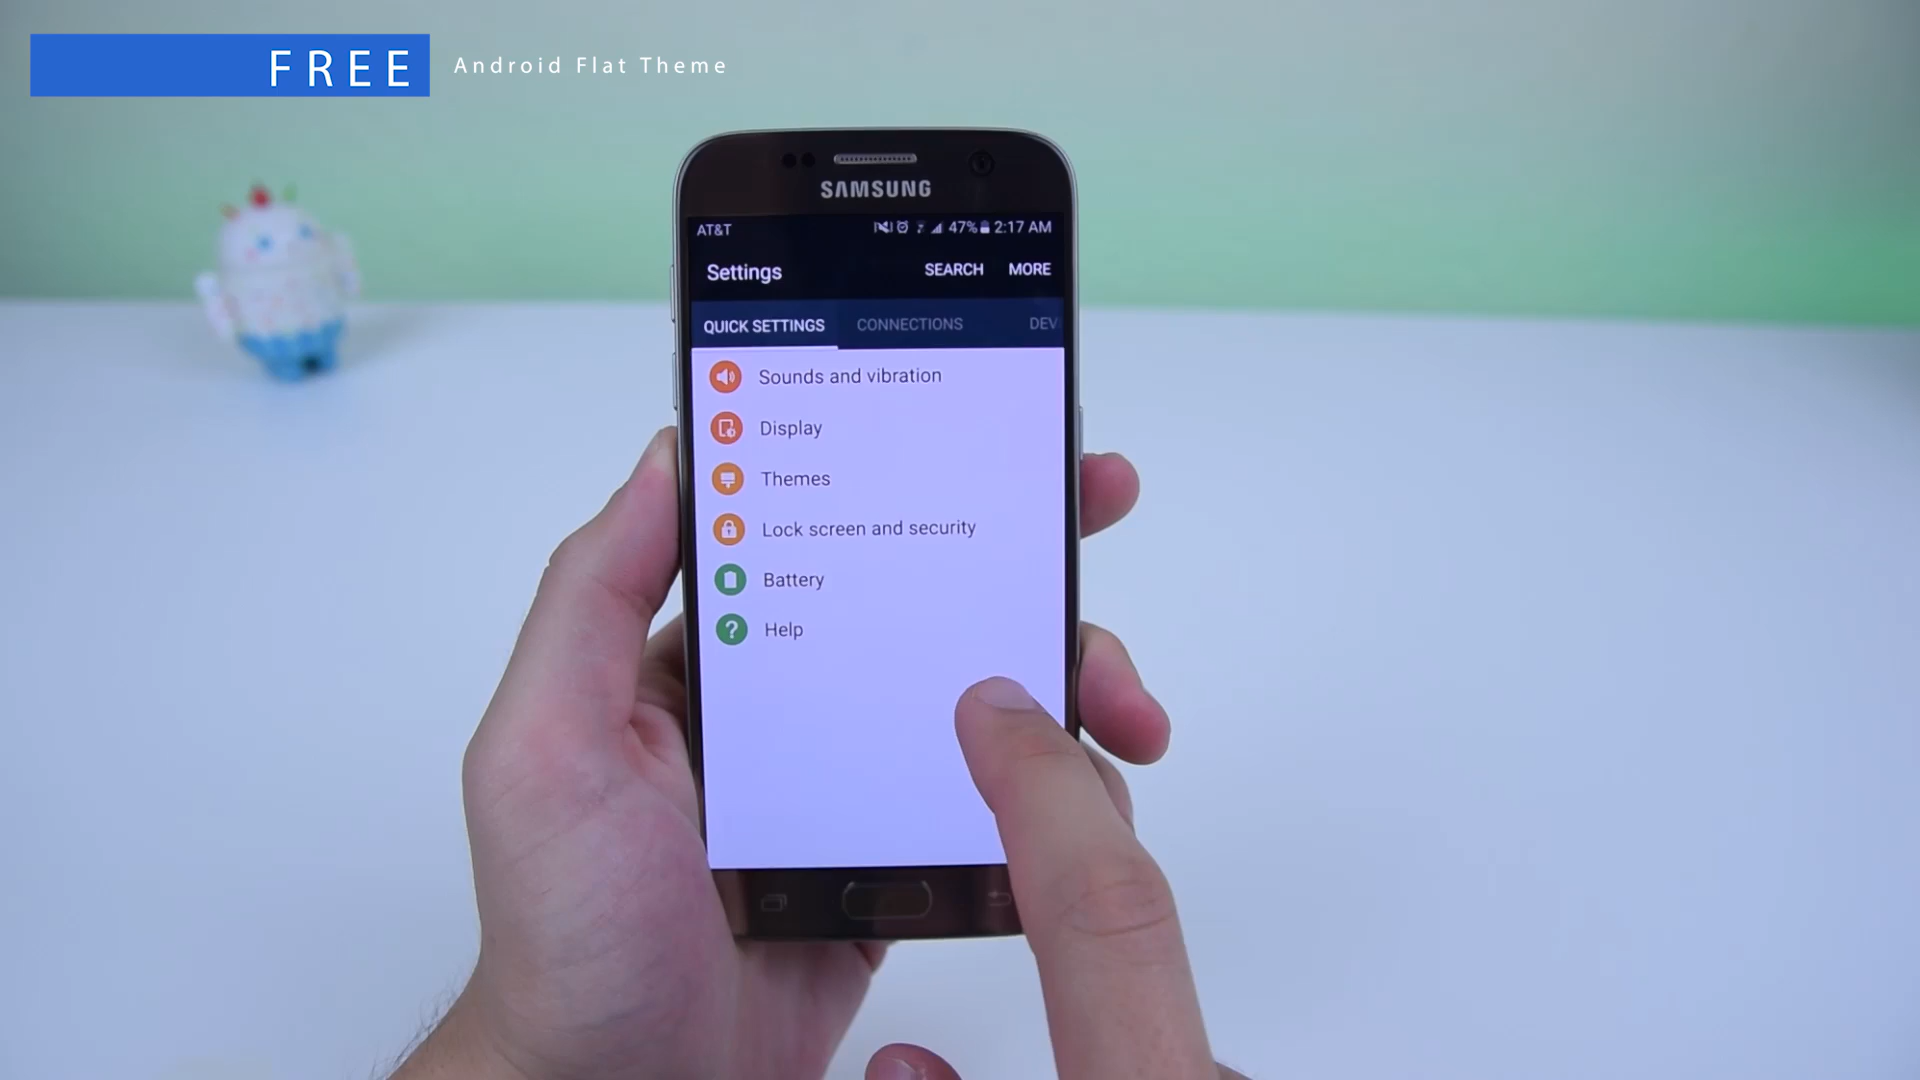 FREE Android Flat Theme
SAMSUNG
AT&T 47% 2:17 AM
Settings SEARCH MORE
QUICK SETTINGS CONNECTIONS DEV
Sounds and vibration
Display
Themes
Lock screen and security
Battery
? Help